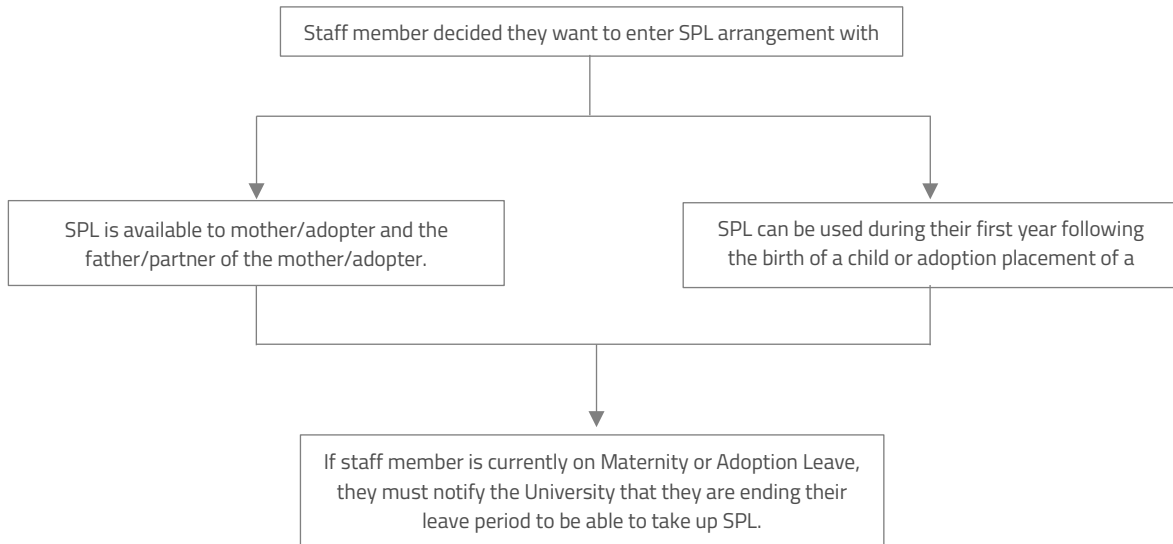 Staff member decided they want to enter SPL arrangement with
SPL is available to mother/adopter and the
father/partner of the mother/adopter.
SPL can be used during their first year following
the birth of a child or adoption placement of a
If staff member is currently on Maternity or Adoption Leave,
they must notify the University that they are ending their
leave period to be able to take up SPL.